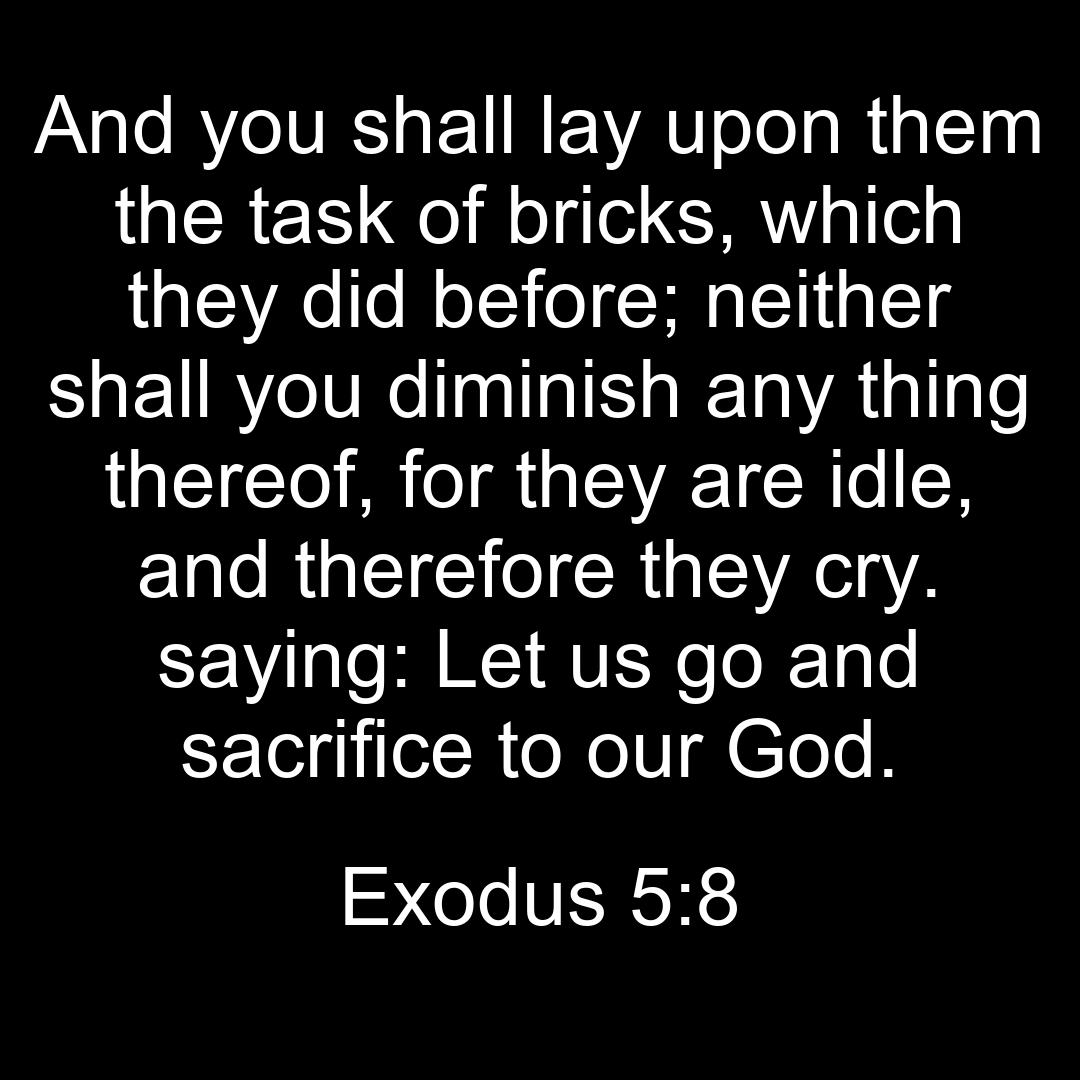 And you shall lay upon them
the task of bricks, which
they did before; neither
shall you diminish any thing
thereof, for they are idle,
and therefore they cry.
saying: Let us go and
sacrifice to our God.
Exodus 5:8